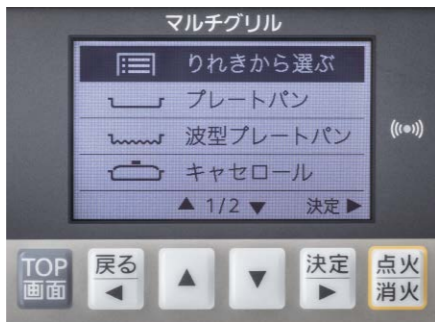 マルチグリル
りれきから選ぶ
プレートパン
波型プレートパン
キャセロール
▲ 1/2 ▼ 決定 ▶
TOP
画面
戻る
◀
▲
▼
決定
▶
点火
消火